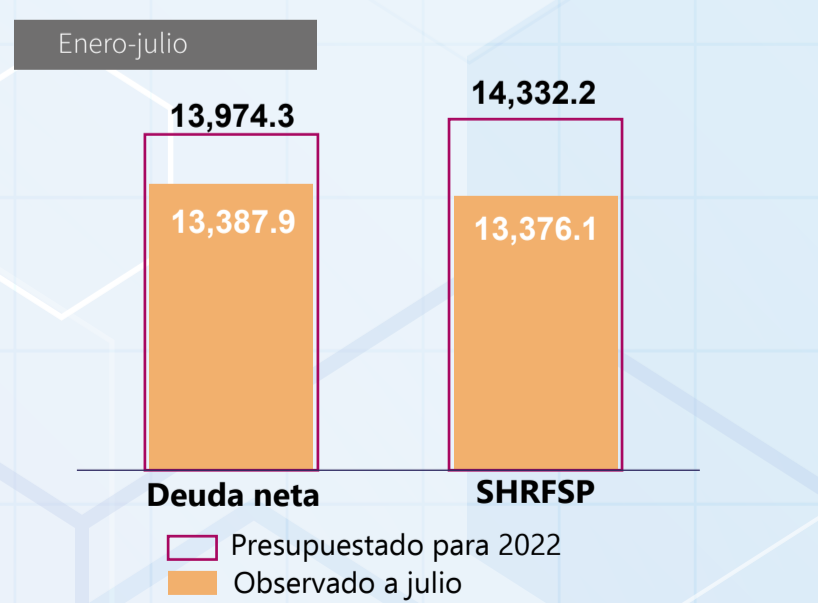 Enero-julio
13,974.3
14,332.2
13,387.9
13,376.1
Deuda neta
SHRFSP
Presupuestado para 2022
Observado a julio